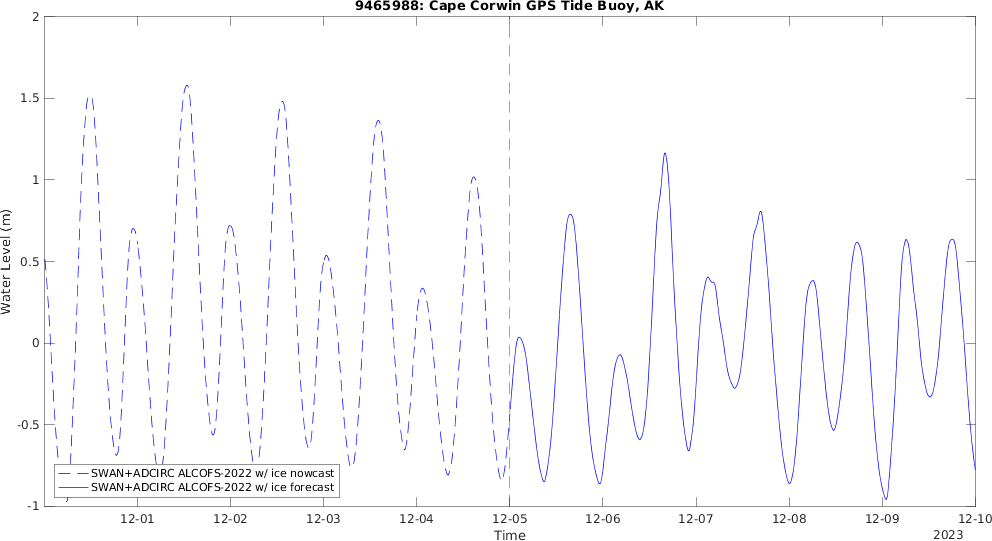 9465988: Cape Corwin GPS Tide Buoy, AK
2
1.5
1
0.5
0
-0.5
-1
Water Level (m)
SWAN+ADCIRC ALCOFS-2022 w/ ice nowcast
SWAN+ADCIRC ALCOFS-2022 w/ ice forecast
12-01 12-02 12-03 12-04 12-05 12-06 12-07 12-08 12-09 12-10
Time
2023